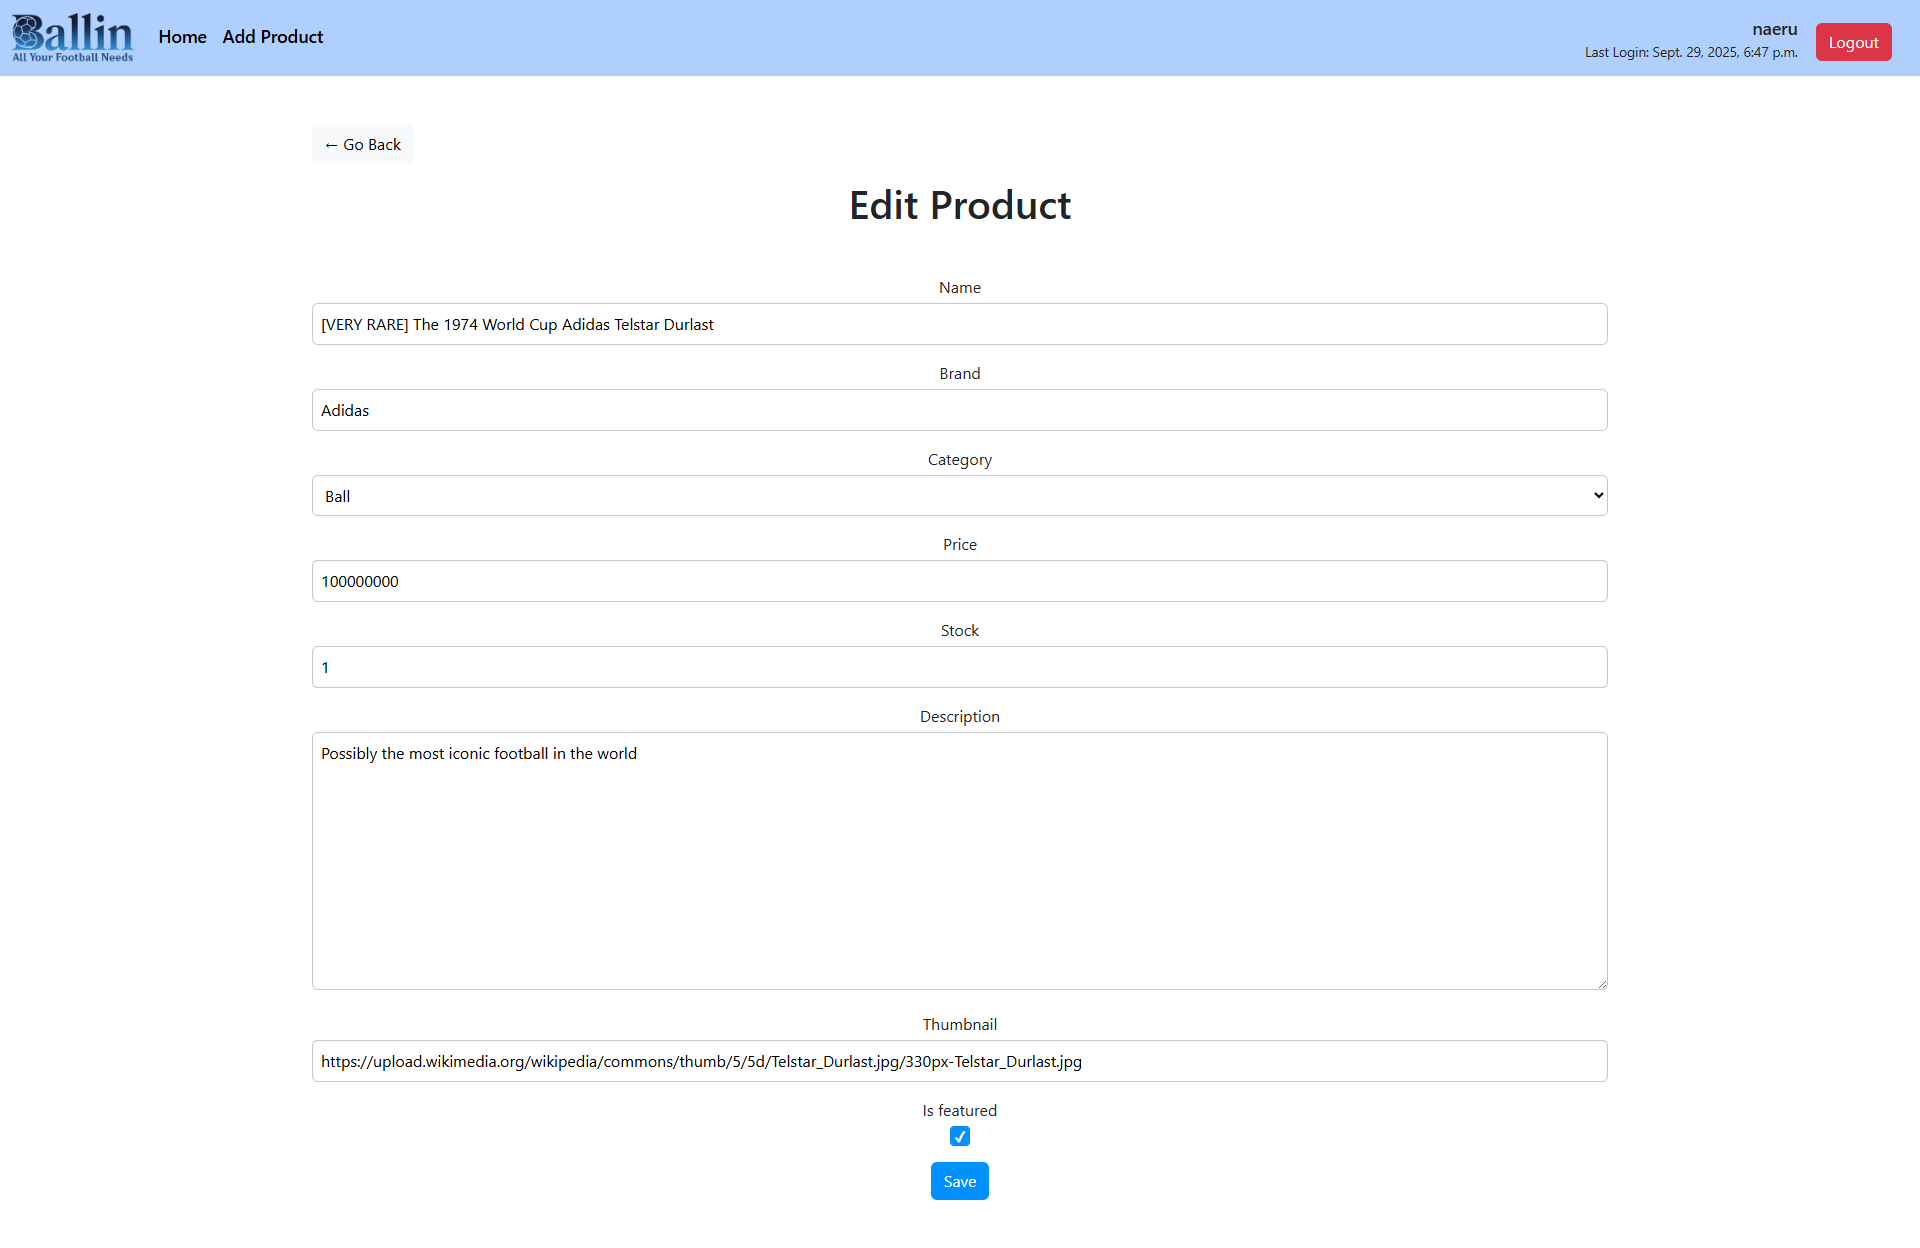 Ballin
All Your Football Needs
Home
Add Product
naeru
Last Login: Sept. 29, 2025, 6:47 p.m.
Logout
← Go Back
Edit Product
Name
[VERY RARE] The 1974 World Cup Adidas Telstar Durlast
Brand
Adidas
Category
Ball
Price
100000000
Stock
1
Description
Possibly the most iconic football in the world
Thumbnail
https://upload.wikimedia.org/wikipedia/commons/thumb/5/5d/Telstar_Durlast.jpg/330px-Telstar_Durlast.jpg
Is featured
Save